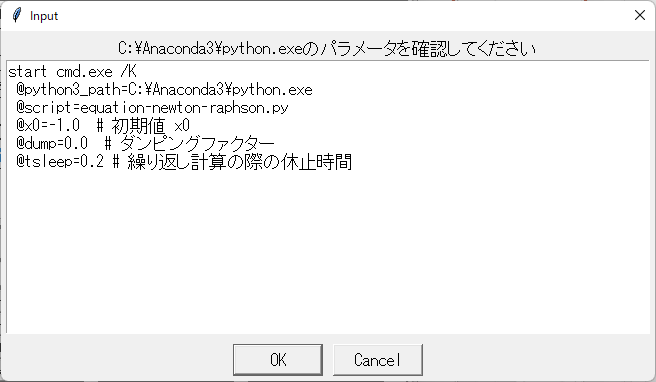 Input
C:¥Anaconda3¥python.exeのパラメータを確認してください
start cmd.exe /K
@python3_path=C:¥Anaconda3¥python.exe
@script=equation-newton-raphson.py
@x0=-1.0  # 初期値 x0
@dump=0.0  # ダンピングファクター
@tsleep=0.2 # 繰り返し計算の際の休止時間
OK
Cancel